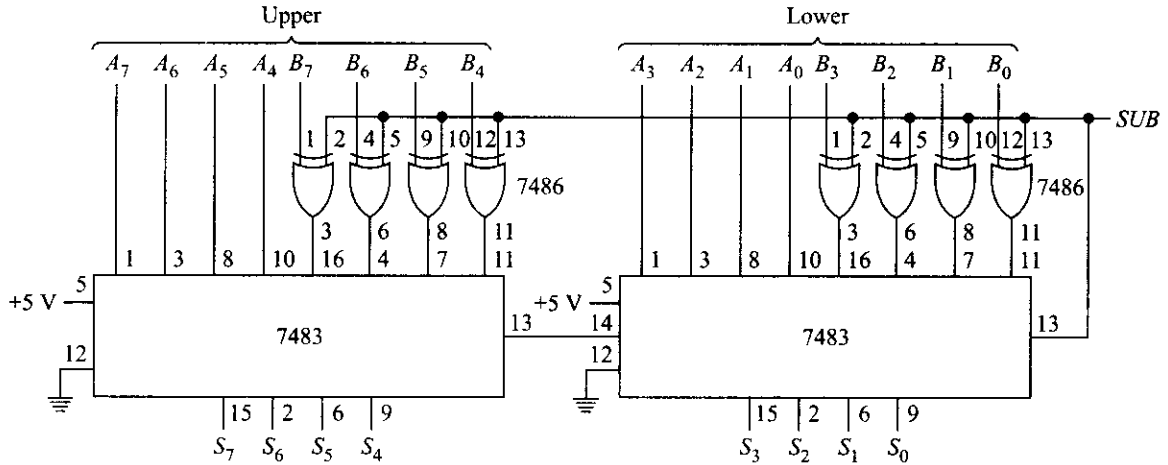 Upper Lower
A7 A6 A5 A4 B7 B6 B5 B4 A3 A2 A1 A0 B3 B2 B1 B0
SUB
1 2 4 5 9 10 12 13 1 2 4 5 9 10 12 13
7486 7486
3 6 8 11 3 6 8 11
1 3 8 10 16 4 7 11 1 3 8 10 16 4 7 11
5 5
+5 V +5 V
13 14 13
7483 7483
12 12
15 2 6 9 15 2 6 9
S7 S6 S5 S4 S3 S2 S1 S0